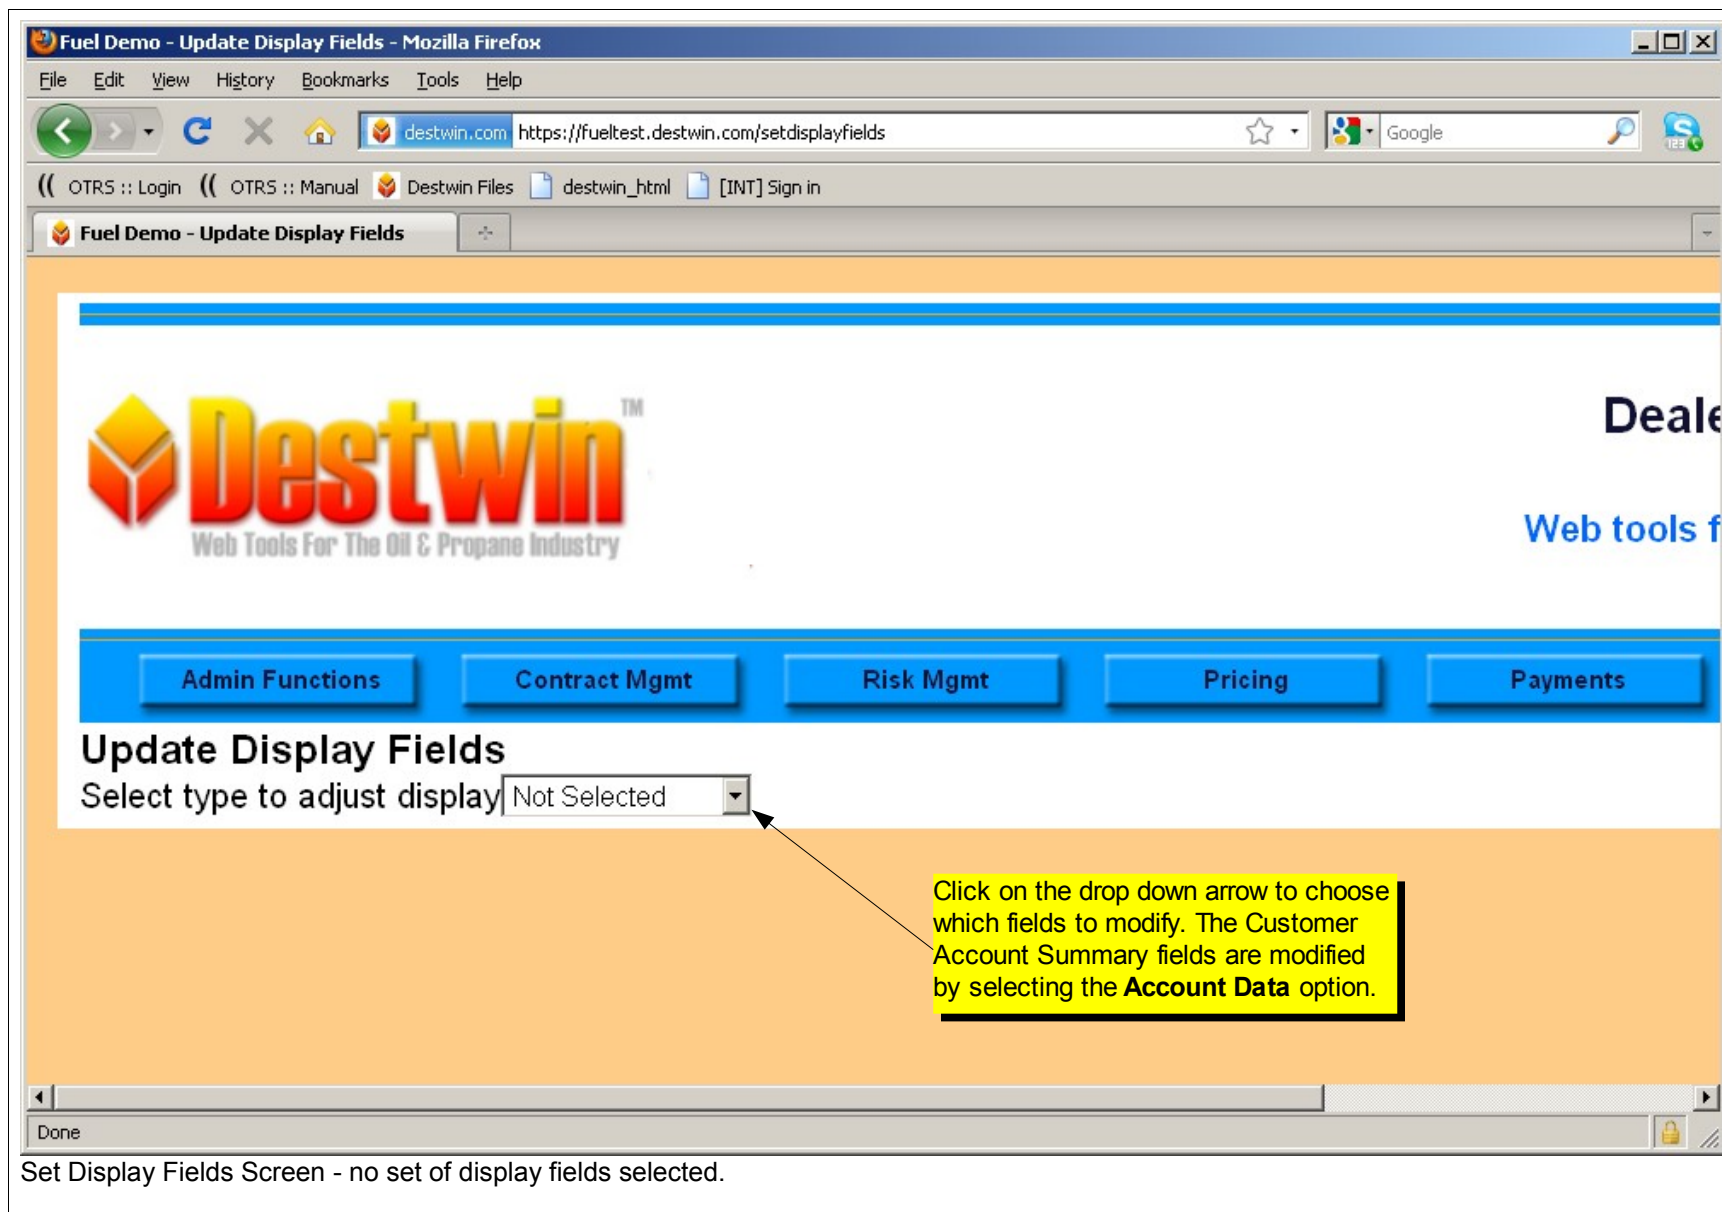 Fuel Demo - Update Display Fields - Mozilla Firefox
File Edit View History Bookmarks Tools Help
destwin.com https://fueltest.destwin.com/setdisplayfields Google
OTRS :: Login OTRS :: Manual Destwin Files destwin_html [INT] Sign in
Fuel Demo - Update Display Fields
Destwin™
Web Tools For The Oil & Propane Industry
Deale
Web tools f
Admin Functions Contract Mgmt Risk Mgmt Pricing Payments
Update Display Fields
Select type to adjust display Not Selected
Click on the drop down arrow to choose
which fields to modify. The Customer
Account Summary fields are modified
by selecting the Account Data option.
Done
Set Display Fields Screen - no set of display fields selected.